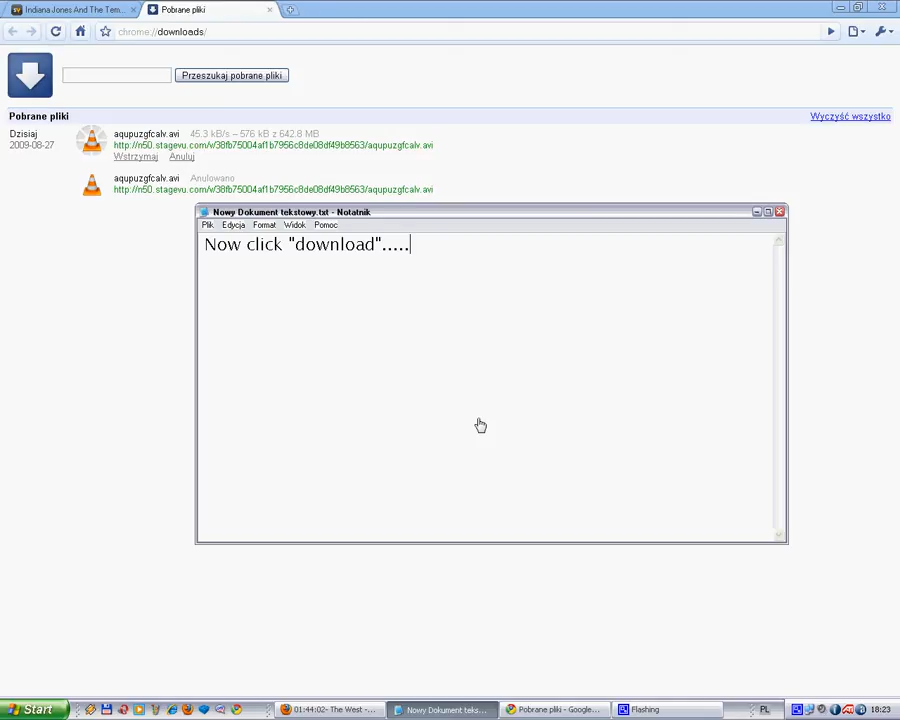 Indiana Jones And The Tem...
Pobrane pliki
chrome://downloads/
Przeszukaj pobrane pliki
Pobrane pliki
Wyczyść wszystko
Dzisiaj
2009-08-27
aqupuzgfcalv.avi 45.3 kB/s – 576 kB z 642.8 MB
http://n50.stagevu.com/v38fb75004af1b7956c8de08df49b8563/aqupuzgfcalv.avi
Wstrzymaj Anuluj
aqupuzgfcalv.avi Anulowano
http://n50.stagevu.com/v38fb75004af1b7956c8de08df49b8563/aqupuzgfcalv.avi
Nowy Dokument tekstowy.txt - Notatnik
Plik Edycja Format Widok Pomoc
Now click "download".....
Start
01:44:02- The West -...
Nowy Dokument teks...
Pobrane pliki - Google...
Flashing
PL
18:23